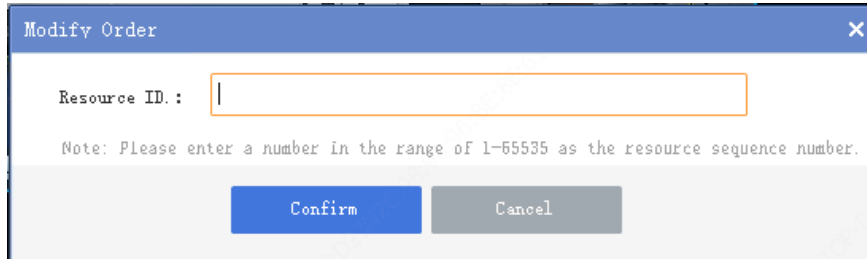 Modify Order
Resource ID.:
Note: Please enter a number in the range of 1-65535 as the resource sequence number.
Confirm
Cancel